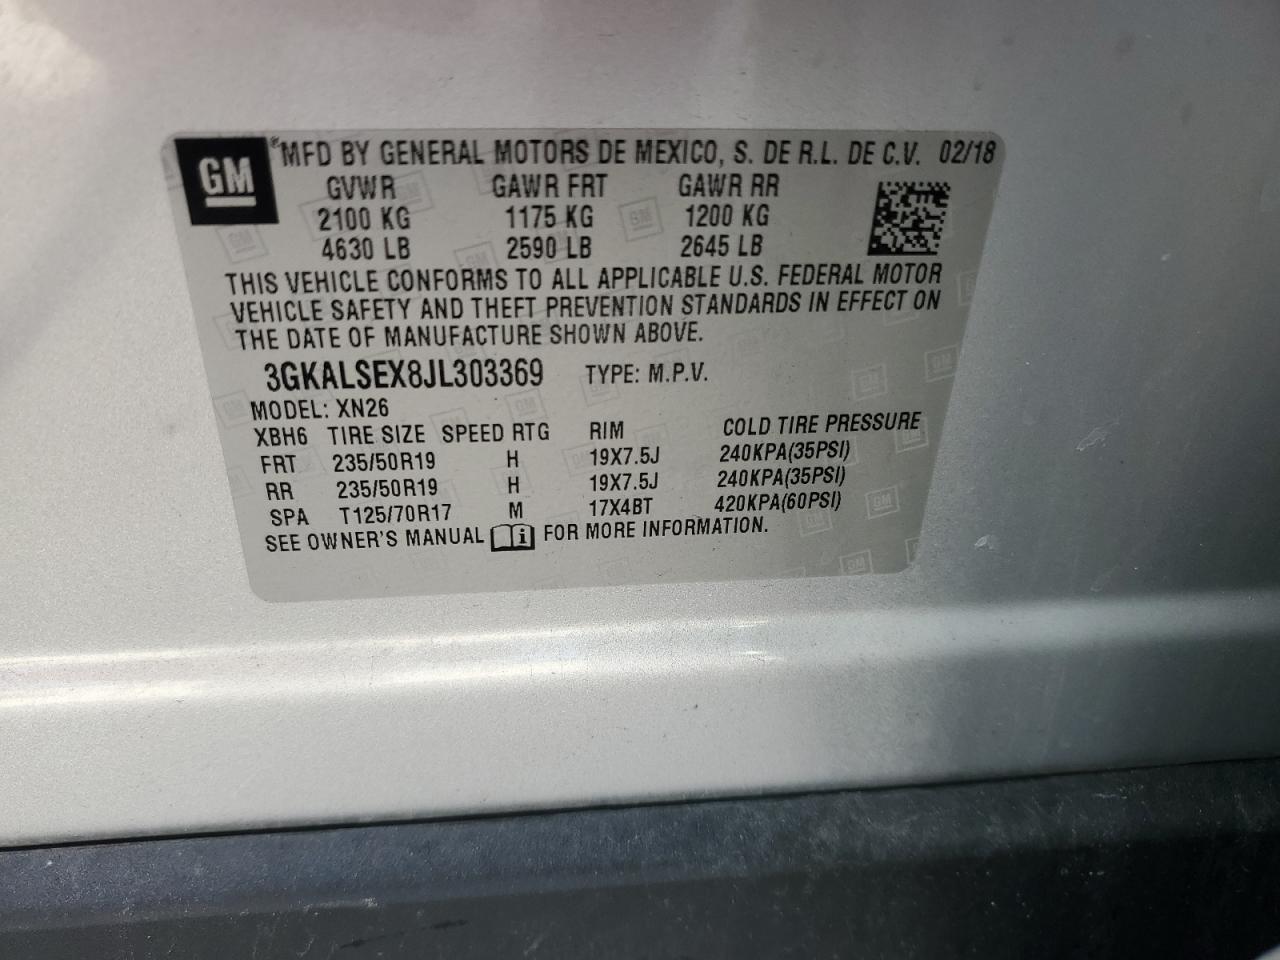 GM ® MFD BY GENERAL MOTORS DE MEXICO, S. DE R.L. DE C.V. 02/18
GVWR GAWR FRT GAWR RR
2100 KG 1175 KG 1200 KG
4630 LB 2590 LB 2645 LB
THIS VEHICLE CONFORMS TO ALL APPLICABLE U.S. FEDERAL MOTOR
VEHICLE SAFETY AND THEFT PREVENTION STANDARDS IN EFFECT ON
THE DATE OF MANUFACTURE SHOWN ABOVE.
3GKALSEX8JL303369 TYPE: M.P.V.
MODEL: XN26
XBH6 TIRE SIZE SPEED RTG RIM COLD TIRE PRESSURE
FRT 235/50R19 H 19X7.5J 240KPA(35PSI)
RR 235/50R19 H 19X7.5J 240KPA(35PSI)
SPA T125/70R17 M 17X4BT 420KPA(60PSI)
SEE OWNER'S MANUAL i FOR MORE INFORMATION.